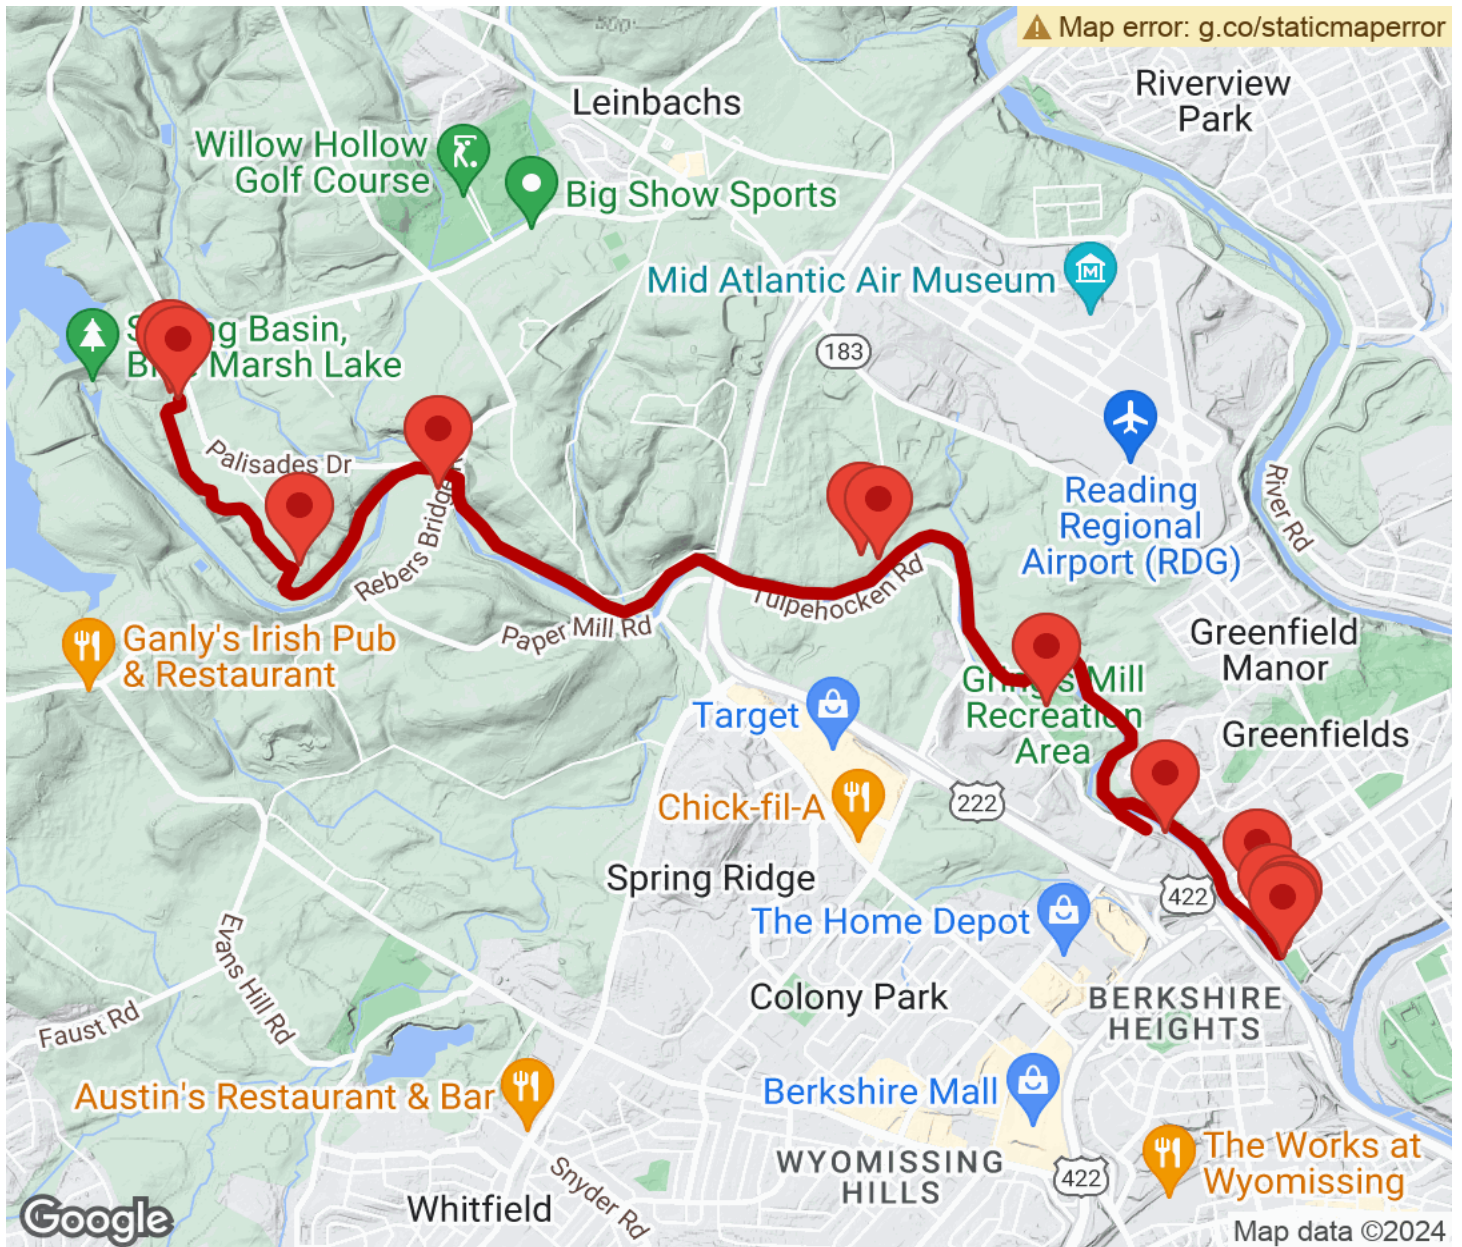 Map error: g.co/staticmaperror
Riverview
Park
Leinbachs
Willow Hollow
Golf Course
Big Show Sports
Mid Atlantic Air Museum
183
Basin,
Marsh Lake
Palisades Dr
Rebers Bridge
River Rd
Reading
Regional
Airport (RDG)
Tulpehocken Rd
Paper Mill Rd
Ganly's Irish Pub
& Restaurant
Greenfield
Manor
Mill
Recreation
Area
Target
Greenfields
Chick-fil-A
222
Spring Ridge
422
The Home Depot
Evans Hill Rd
Colony Park
BERKSHIRE
HEIGHTS
Faust Rd
Austin's Restaurant & Bar
Berkshire Mall
The Works at
Wyomissing
WYOMISSING
HILLS
422
Snyder Rd
Whitfield
Google
Map data ©2024